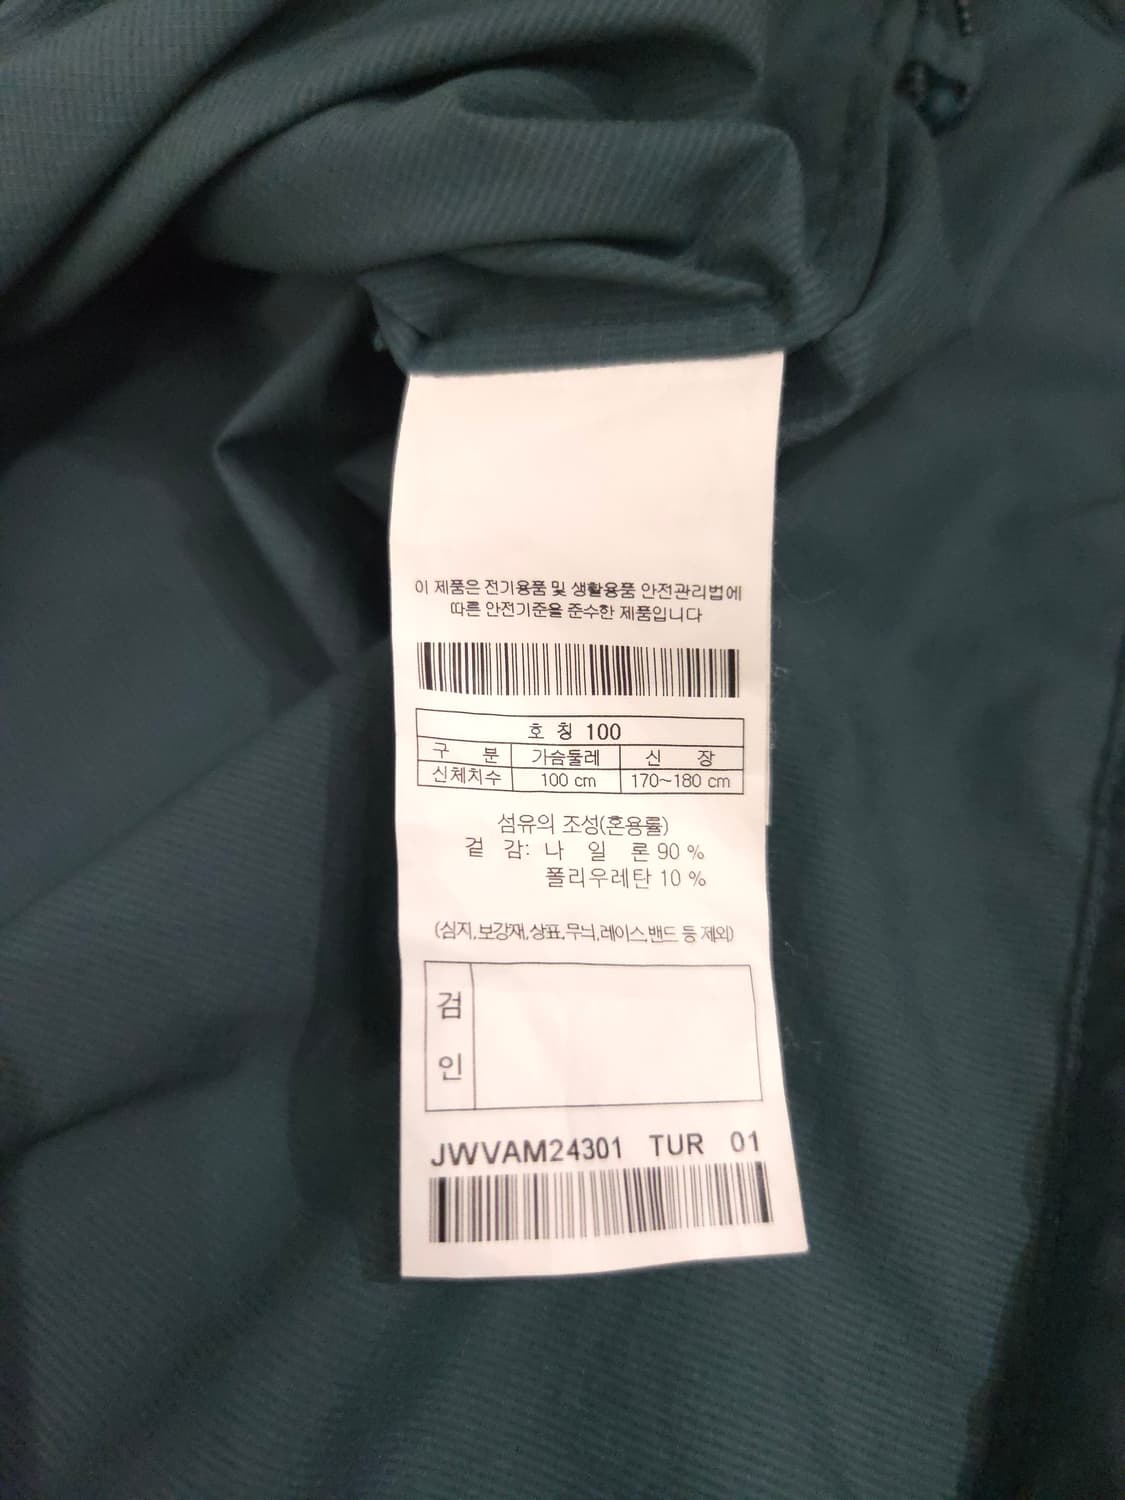 이 제품은 전기용품 및 생활용품 안전관리법에
따른 안전기준을 준수한 제품입니다
호 칭 100
구 분 가슴둘레 신 장
신체치수 100 cm 170~180 cm
섬유의 조성(혼용률)
겉 감: 나 일 론 90 %
폴리우레탄 10 %
(심지,보강재,상표,무늬,레이스,밴드 등 제외)
검
인
JWVAM24301 TUR 01